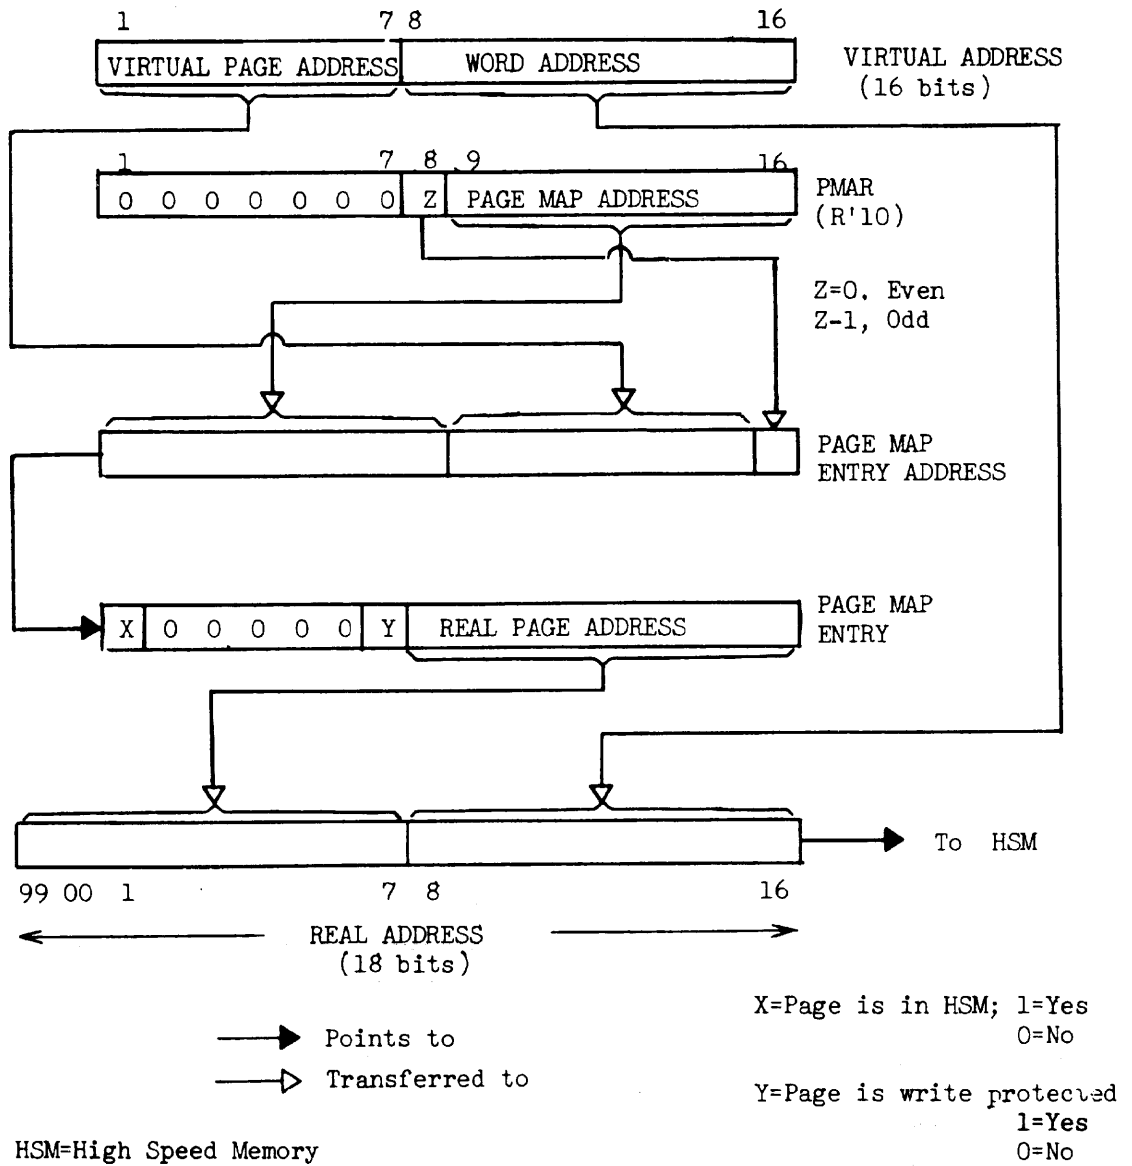 1 7 8 16
VIRTUAL PAGE ADDRESS WORD ADDRESS
VIRTUAL ADDRESS
(16 bits)
1 7 8 9 16
0 0 0 0 0 0 0 Z PAGE MAP ADDRESS
PMAR
(R'10)
Z=0. Even
Z-1, Odd
PAGE MAP
ENTRY ADDRESS
X 0 0 0 0 0 Y REAL PAGE ADDRESS
PAGE MAP
ENTRY
To HSM
99 00 1 7 8 16
REAL ADDRESS
(18 bits)
X=Page is in HSM; 1=Yes
0=No
Points to
Transferred to
Y=Page is write protected
1=Yes
0=No
HSM=High Speed Memory